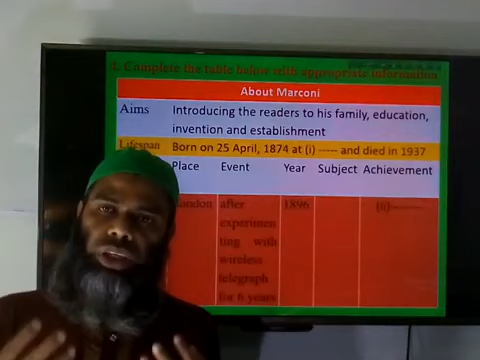 4. Complete the table below with appropriate information
About Marconi
Aims Introducing the readers to his family, education,
invention and establishment
Lifespan Born on 25 April, 1874 at (i) ----- and died in 1937
Place Event Year Subject Achievement
London after 1896 (ii)--------
experimen
ting with
wireless
telegraph
for 6 years